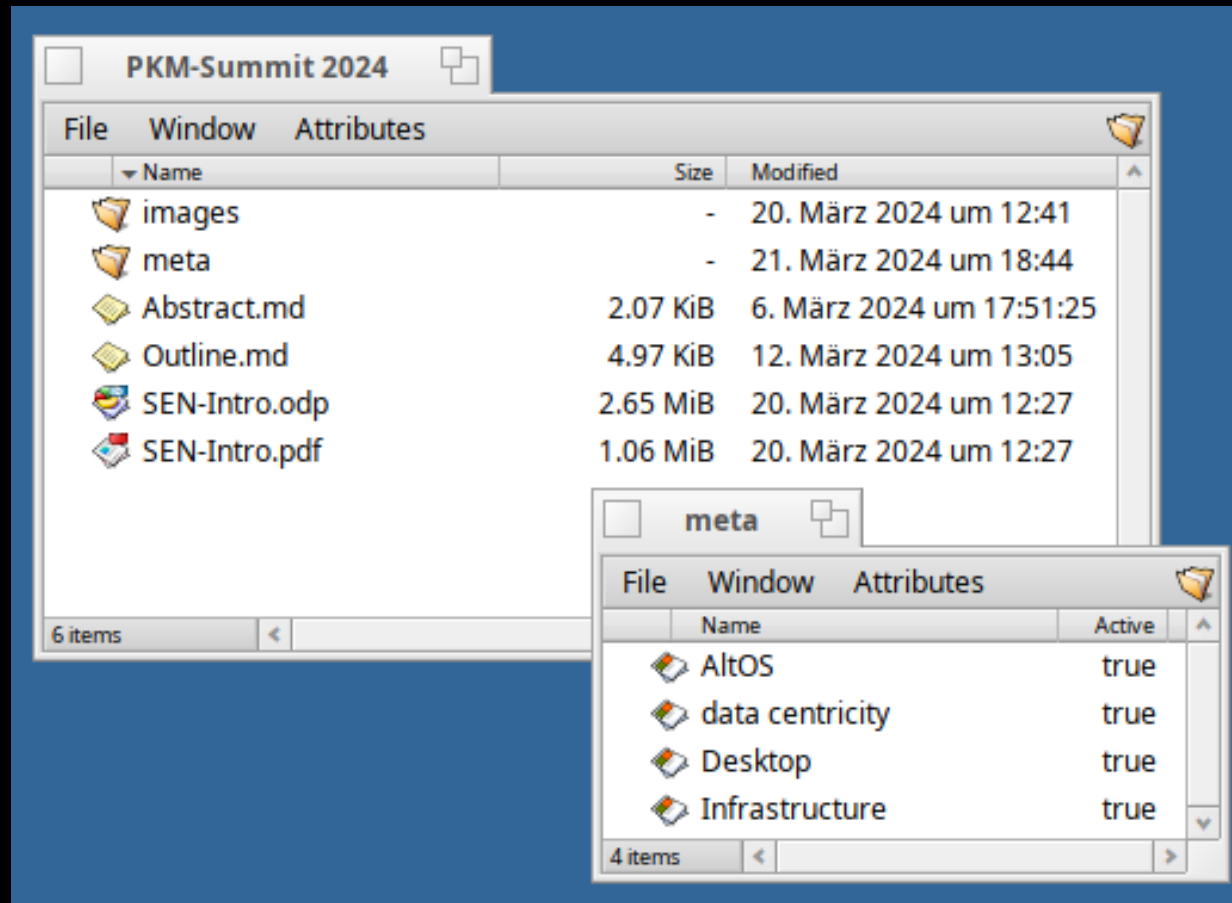 PKM-Summit 2024
File Window Attributes
Name Size Modified
images - 20. März 2024 um 12:41
meta - 21. März 2024 um 18:44
Abstract.md 2.07 KiB 6. März 2024 um 17:51:25
Outline.md 4.97 KiB 12. März 2024 um 13:05
SEN-Intro.odp 2.65 MiB 20. März 2024 um 12:27
SEN-Intro.pdf 1.06 MiB 20. März 2024 um 12:27
6 items
meta
File Window Attributes
Name Active
AltOS true
data centricity true
Desktop true
Infrastructure true
4 items